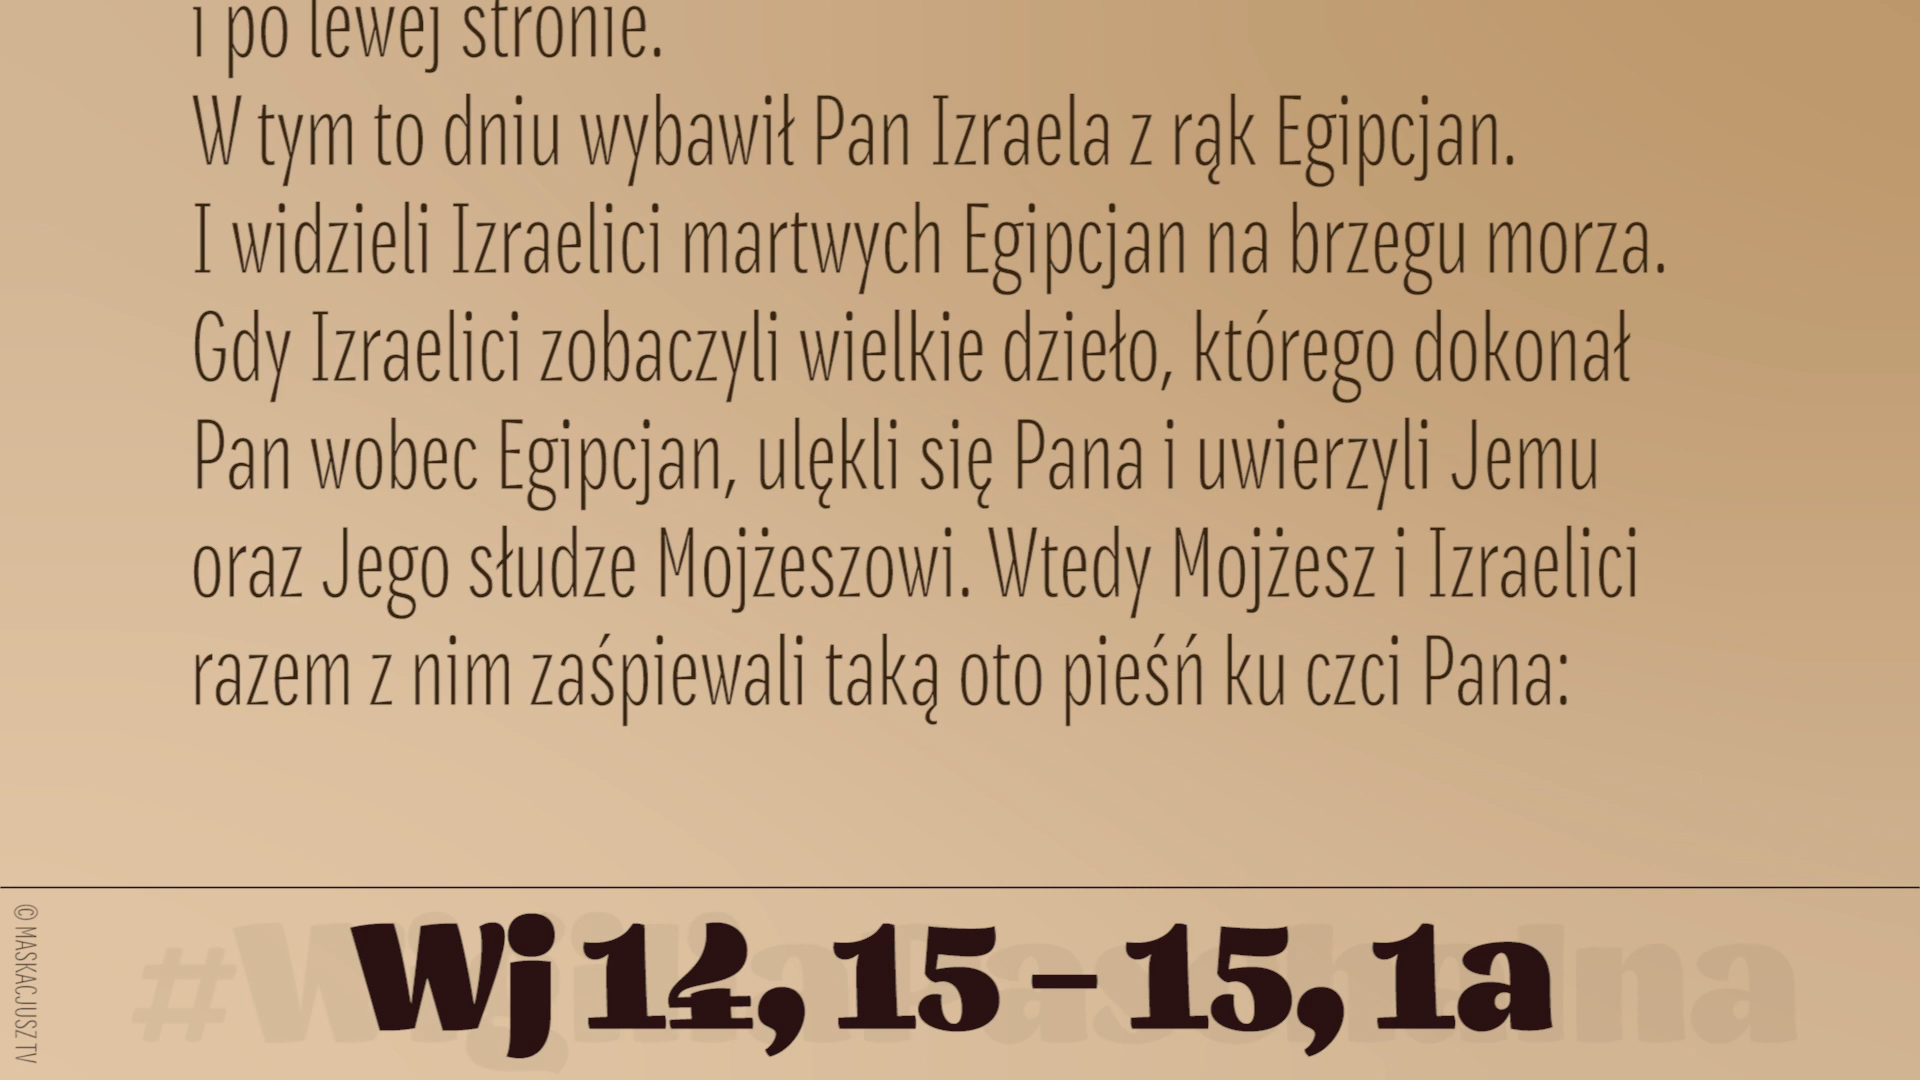 i po lewej stronie.
W tym to dniu wybawił Pan Izraela z rąk Egipcjan.
I widzieli Izraelici martwych Egipcjan na brzegu morza.
Gdy Izraelici zobaczyli wielkie dzieło, którego dokonał
Pan wobec Egipcjan, ulękli się Pana i uwierzyli Jemu
oraz Jego słudze Mojżeszowi. Wtedy Mojżesz i Izraelici
razem z nim zaśpiewali taką oto pieśń ku czci Pana:
Wj 14, 15 – 15, 1a
#WigiliaPaschalna
© MASKACJUSZ TV